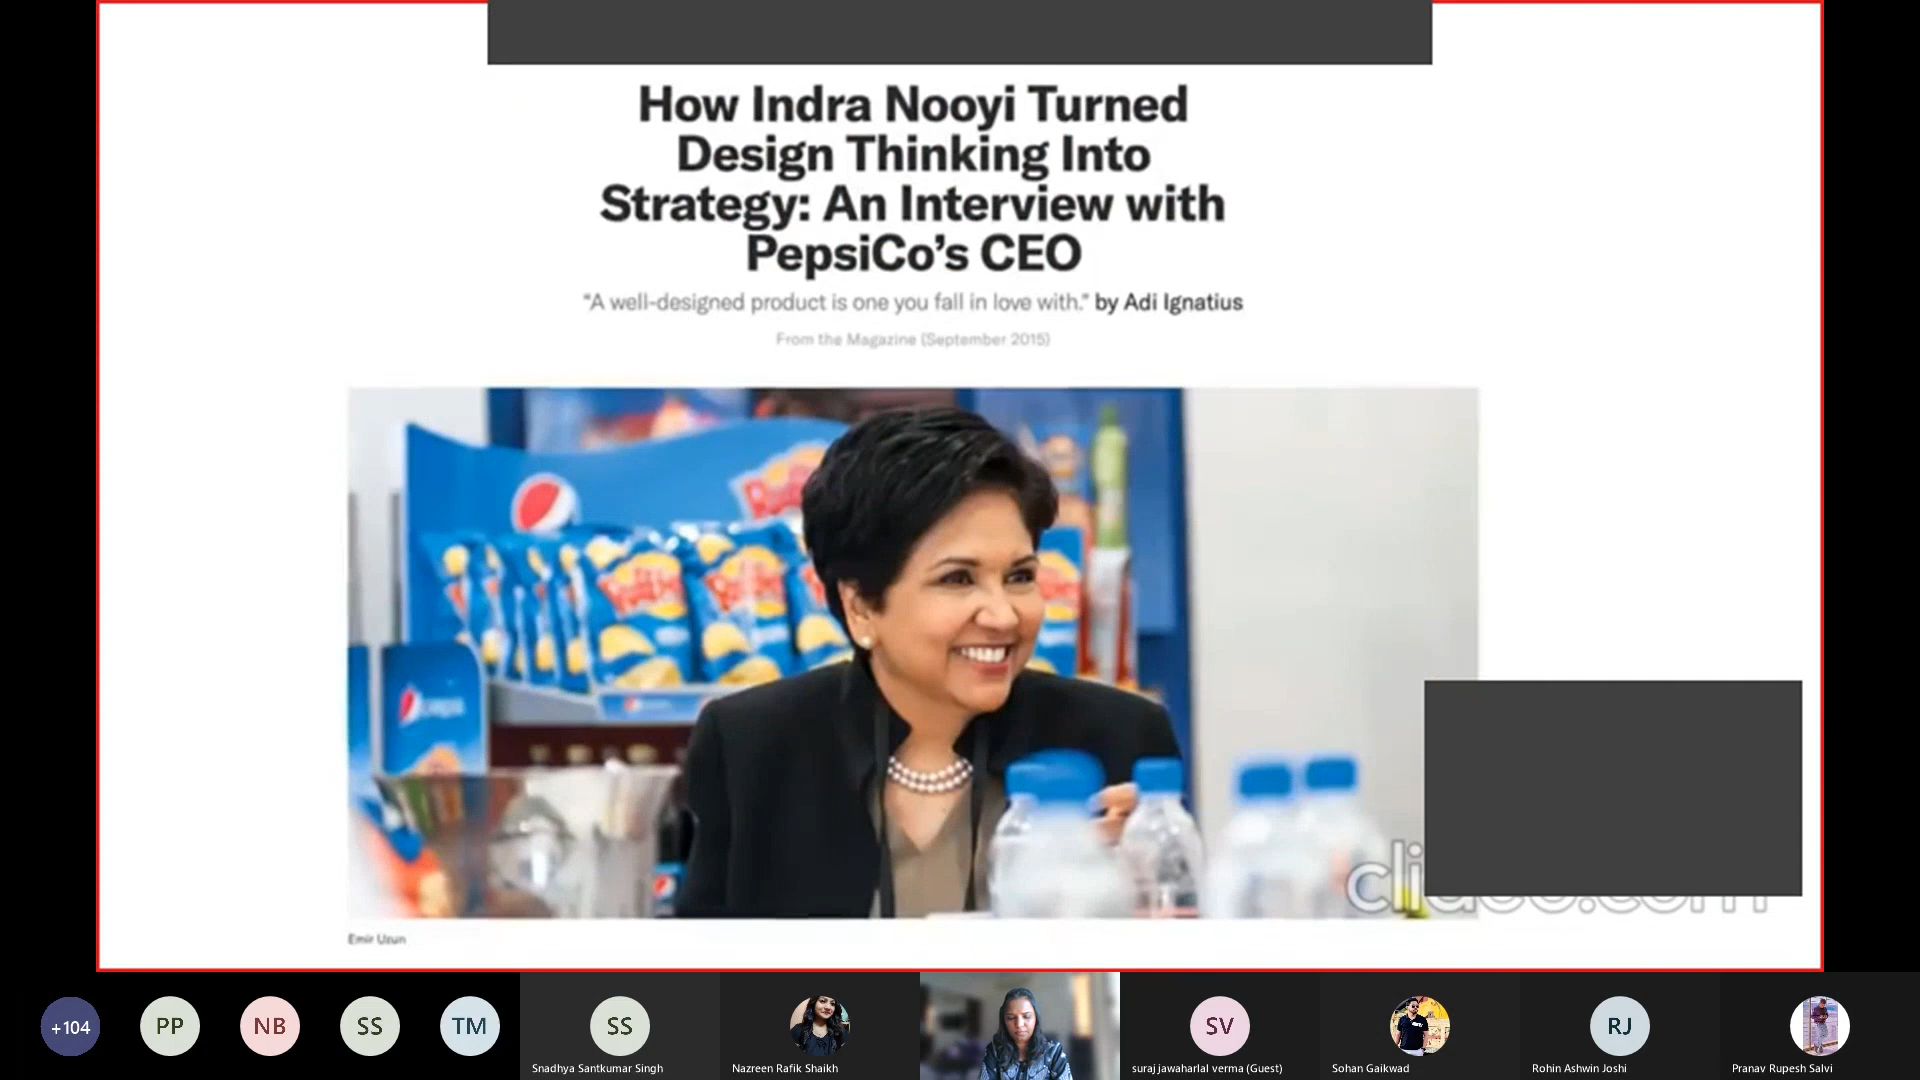 How Indra Nooyi Turned
Design Thinking Into
Strategy: An Interview with
PepsiCo’s CEO
“A well-designed product is one you fall in love with.” by Adi Ignatius
From the Magazine (September 2015)
Emir Uzun
+104
PP
NB
SS
TM
SS
SV
RJ
Snadhya Santkumar Singh
Nazreen Rafik Shaikh
suraj jawaharlal verma (Guest)
Sohan Gaikwad
Rohin Ashwin Joshi
Pranav Rupesh Salvi